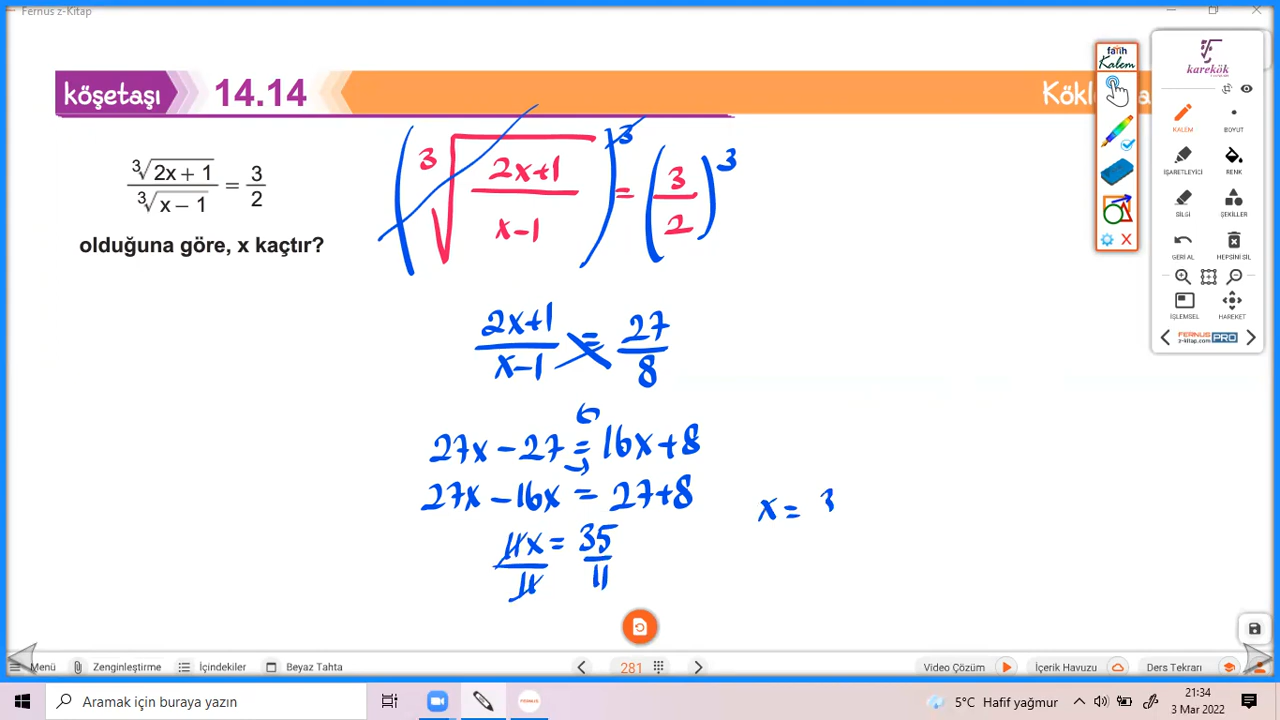 Fernus z-Kitap
köşetaşı 14.14
Kökl
∛(2x + 1) / ∛(x − 1) = 3/2
olduğuna göre, x kaçtır?
(∛((2x+1)/(x-1)))³ = (3/2)³
(2x+1)/(x-1) = 27/8
27x - 27 = 16x + 8
27x - 16x = 27+8
11x/11 = 35/11
x = 3
fatih
Kalem
karekök
KALEM
BOYUT
İŞARETLEYİCİ
RENK
SİLGİ
ŞEKİLLER
GERİ AL
HEPSİNİ SİL
İŞLEMSEL
HAREKET
FERNUS PRO
z-kitap.com
Menü
Zenginleştirme
İçindekiler
Beyaz Tahta
281
Video Çözüm
İçerik Havuzu
Ders Tekrarı
Aramak için buraya yazın
FERNUS
5°C Hafif yağmur
21:34
3 Mar 2022